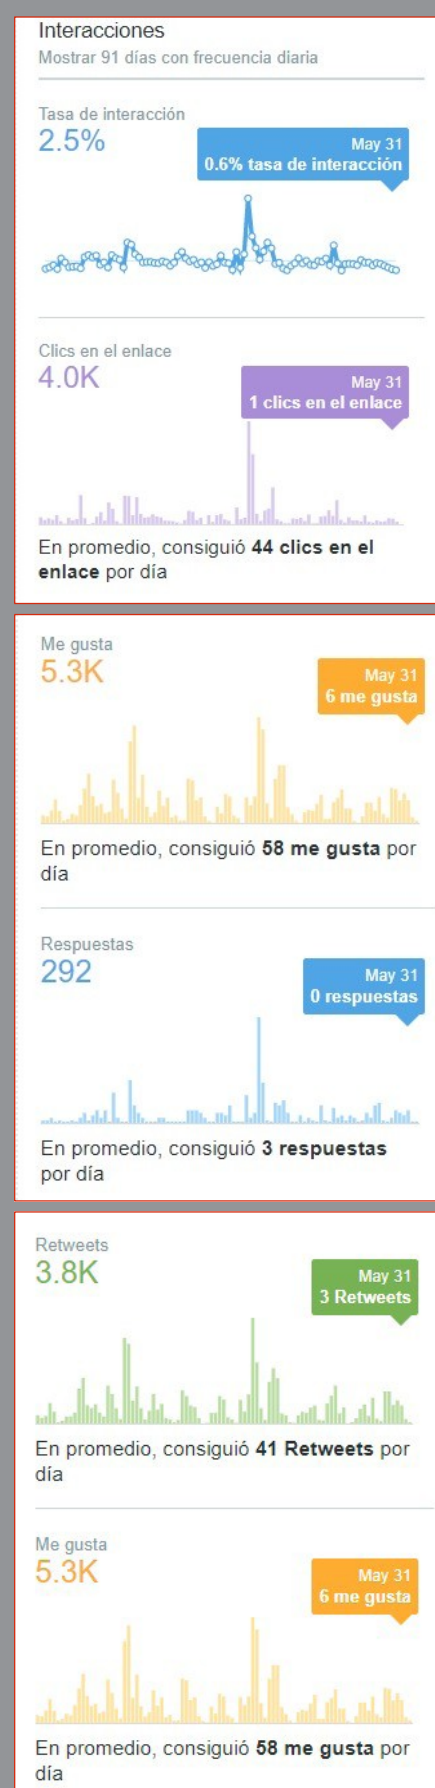 Interacciones
Mostrar 91 días con frecuencia diaria
Tasa de interacción
2.5%
May 31
0.6% tasa de interacción
Clics en el enlace
4.0K
May 31
1 clics en el enlace
En promedio, consiguió 44 clics en el
enlace por día
Me gusta
5.3K
May 31
6 me gusta
En promedio, consiguió 58 me gusta por
día
Respuestas
292
May 31
0 respuestas
En promedio, consiguió 3 respuestas
por día
Retweets
3.8K
May 31
3 Retweets
En promedio, consiguió 41 Retweets por
día
Me gusta
5.3K
May 31
6 me gusta
En promedio, consiguió 58 me gusta por
día